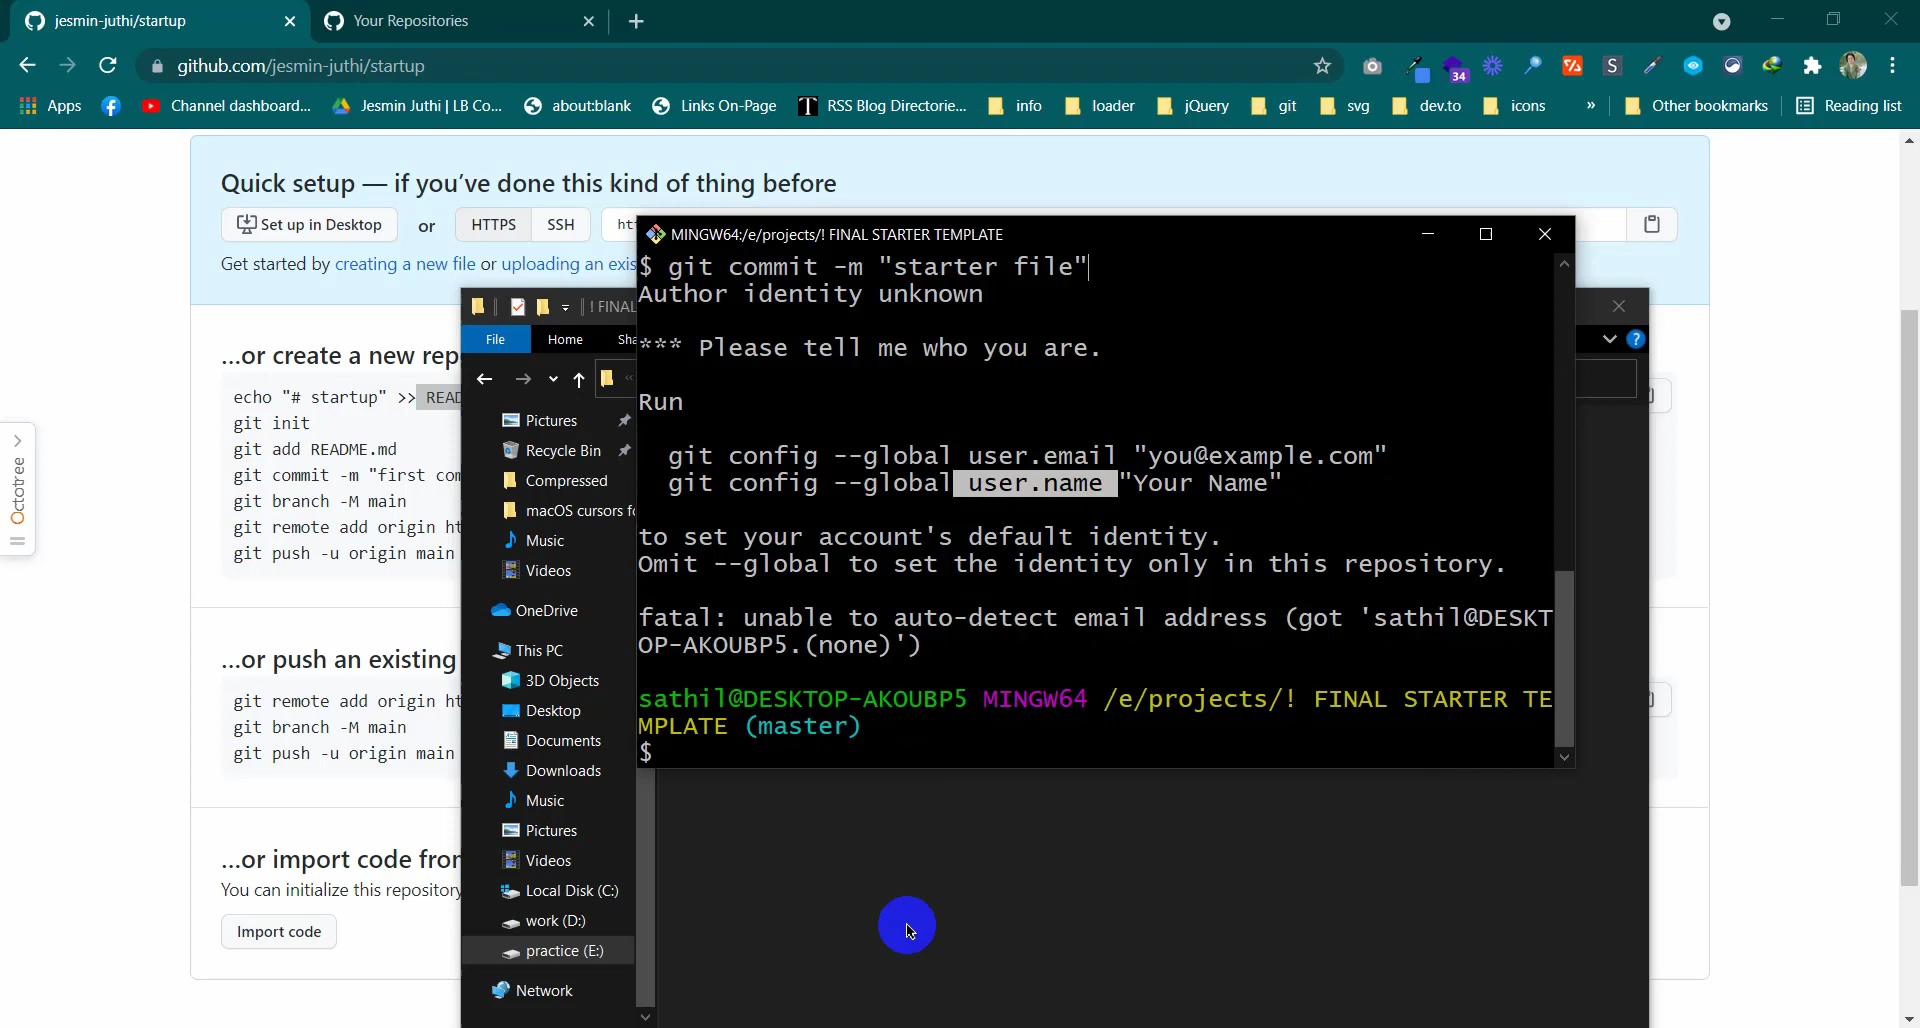 jesmin-juthi/startup
Your Repositories
github.com/jesmin-juthi/startup
34
S
Apps
Channel dashboard...
Jesmin Juthi | LB Co...
about:blank
Links On-Page
RSS Blog Directorie...
info
loader
jQuery
git
svg
dev.to
icons
»
Other bookmarks
Reading list
Quick setup — if you've done this kind of thing before
Set up in Desktop
or
HTTPS
SSH
Get started by creating a new file or uploading an exis
MINGW64:/e/projects/! FINAL STARTER TEMPLATE
$ git commit -m "starter file"
Author identity unknown
*** Please tell me who you are.
Run
git config --global user.email "you@example.com"
git config --global user.name "Your Name"
to set your account's default identity.
Omit --global to set the identity only in this repository.
fatal: unable to auto-detect email address (got 'sathil@DESKT
OP-AKOUBP5.(none)')
sathil@DESKTOP-AKOUBP5 MINGW64 /e/projects/! FINAL STARTER TE
MPLATE (master)
$
! FINAL
File
Home
Sha
Pictures
Recycle Bin
Compressed
macOS cursors fo
Music
Videos
OneDrive
This PC
3D Objects
Desktop
Documents
Downloads
Music
Pictures
Videos
Local Disk (C:)
work (D:)
practice (E:)
Network
...or create a new rep
echo "# startup" >> READ
git init
git add README.md
git commit -m "first com
git branch -M main
git remote add origin ht
git push -u origin main
...or push an existing
git remote add origin ht
git branch -M main
git push -u origin main
...or import code from
You can initialize this repository
Import code
Octotree